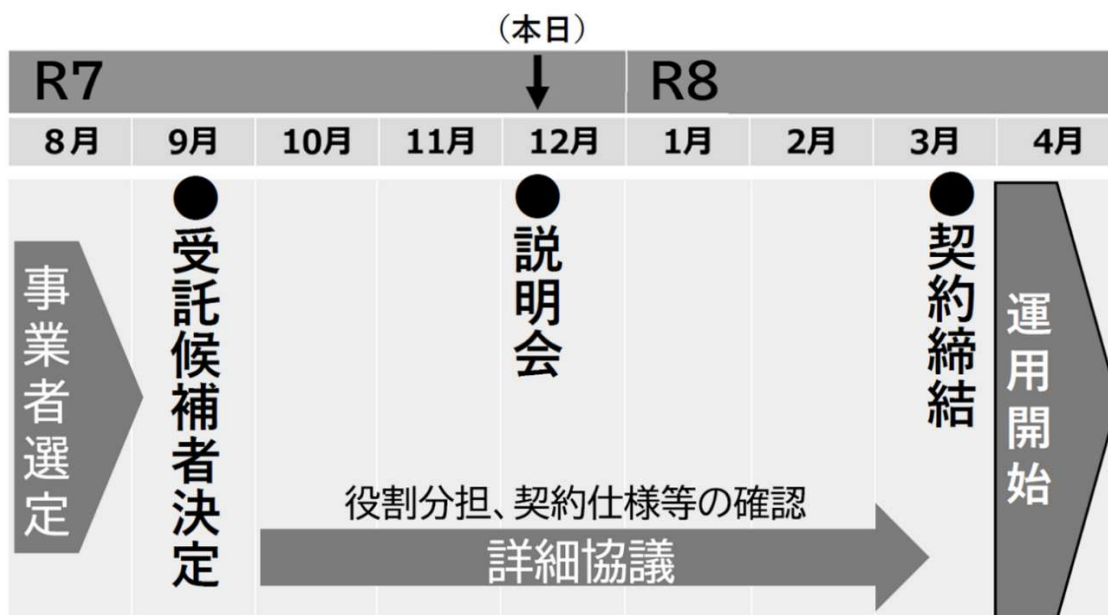 （本日）
R7 R8
8月 9月 10月 11月 12月 1月 2月 3月 4月
事業者選定
受託候補者決定
説明会
契約締結
運用開始
役割分担、契約仕様等の確認
詳細協議